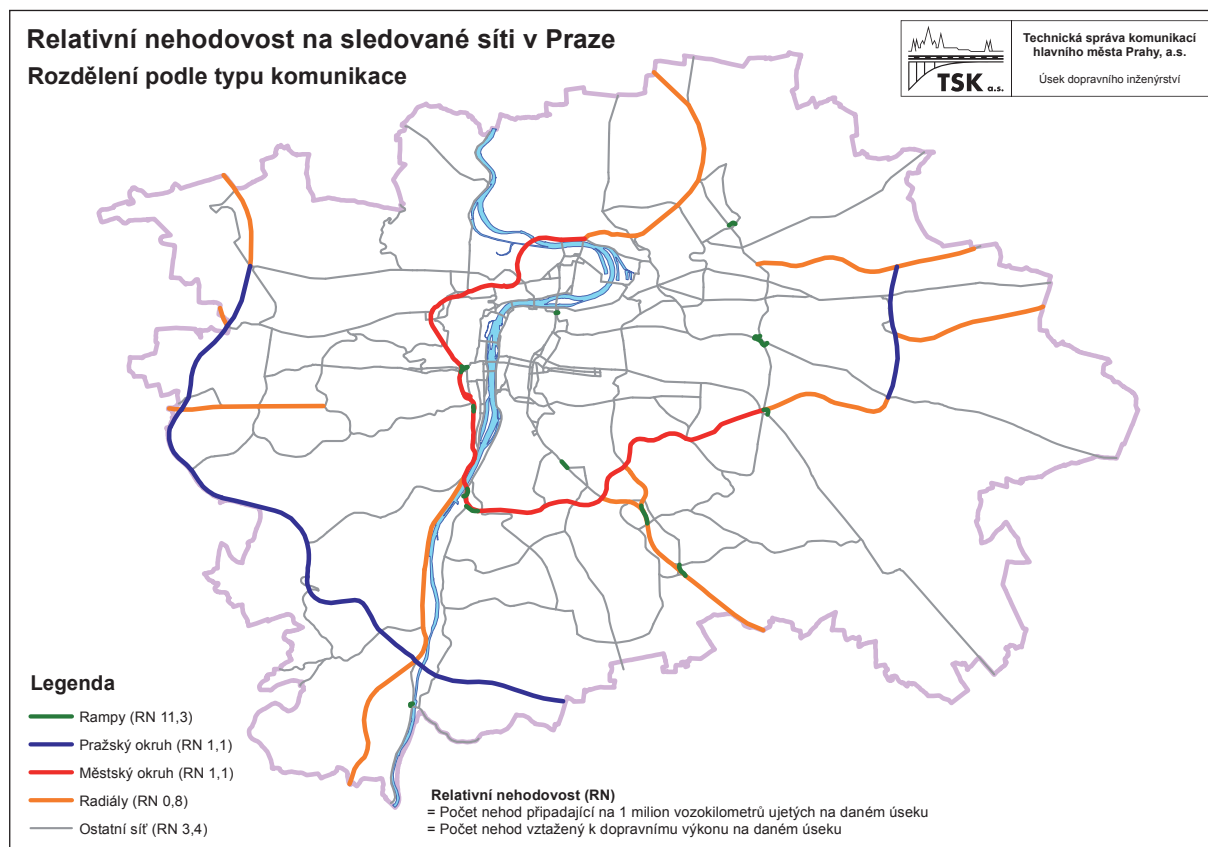 Relativní nehodovost na sledované síti v Praze
Rozdělení podle typu komunikace
TSK a.s.
Technická správa komunikací
hlavního města Prahy, a.s.
Úsek dopravního inženýrství
Legenda
Rampy (RN 11,3)
Pražský okruh (RN 1,1)
Městský okruh (RN 1,1)
Radiály (RN 0,8)
Ostatní síť (RN 3,4)
Relativní nehodovost (RN)
= Počet nehod připadající na 1 milion vozokilometrů ujetých na daném úseku
= Počet nehod vztažený k dopravnímu výkonu na daném úseku